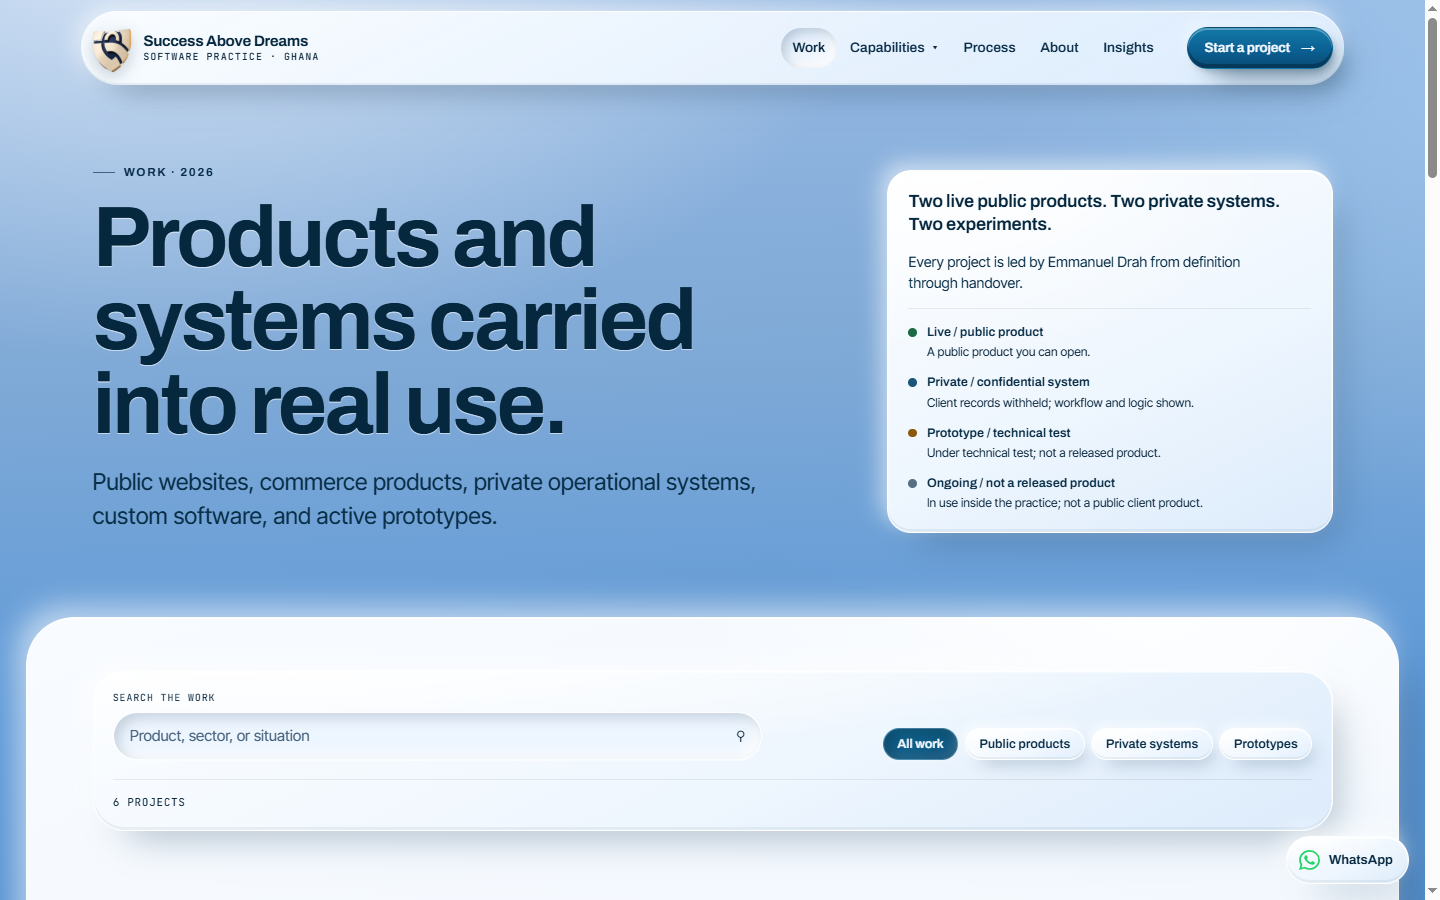 Success Above Dreams
SOFTWARE PRACTICE · GHANA
Work
Capabilities
Process
About
Insights
Start a project →
WORK · 2026
Products and
systems carried
into real use.
Public websites, commerce products, private operational systems,
custom software, and active prototypes.
Two live public products. Two private systems.
Two experiments.
Every project is led by Emmanuel Drah from definition
through handover.
Live / public product
A public product you can open.
Private / confidential system
Client records withheld; workflow and logic shown.
Prototype / technical test
Under technical test; not a released product.
Ongoing / not a released product
In use inside the practice; not a public client product.
SEARCH THE WORK
Product, sector, or situation
All work
Public products
Private systems
Prototypes
6 PROJECTS
WhatsApp